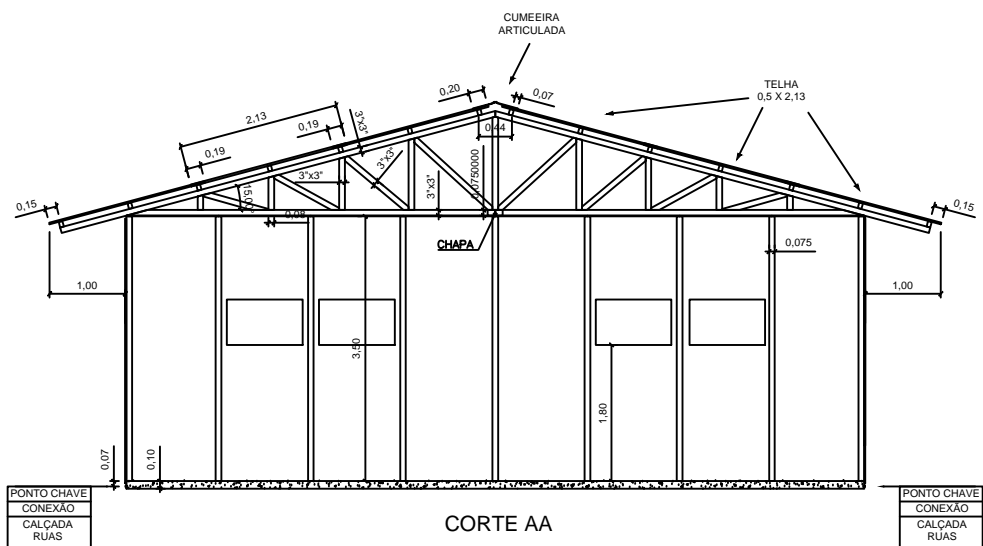 CUMEEIRA
ARTICULADA
0,20
0,07
TELHA
0,5 X 2,13
2,13
0,19
3"x3"
0,44
0,19
3"x3"
3"x3"
3"x3"
0,15
0,08
0,15
CHAPA
0,075
1,00
1,00
3,50
1,80
0,07
0,10
PONTO CHAVE
CONEXÃO
CALÇADA
RUAS
CORTE AA
PONTO CHAVE
CONEXÃO
CALÇADA
RUAS